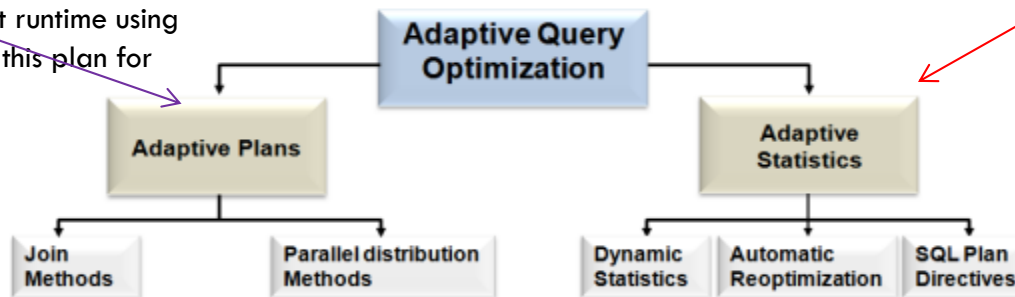 t runtime using
this plan for
Adaptive Query
Optimization
Adaptive Plans
Adaptive
Statistics
Join
Methods
Parallel distribution
Methods
Dynamic
Statistics
Automatic
Reoptimization
SQL Plan
Directives